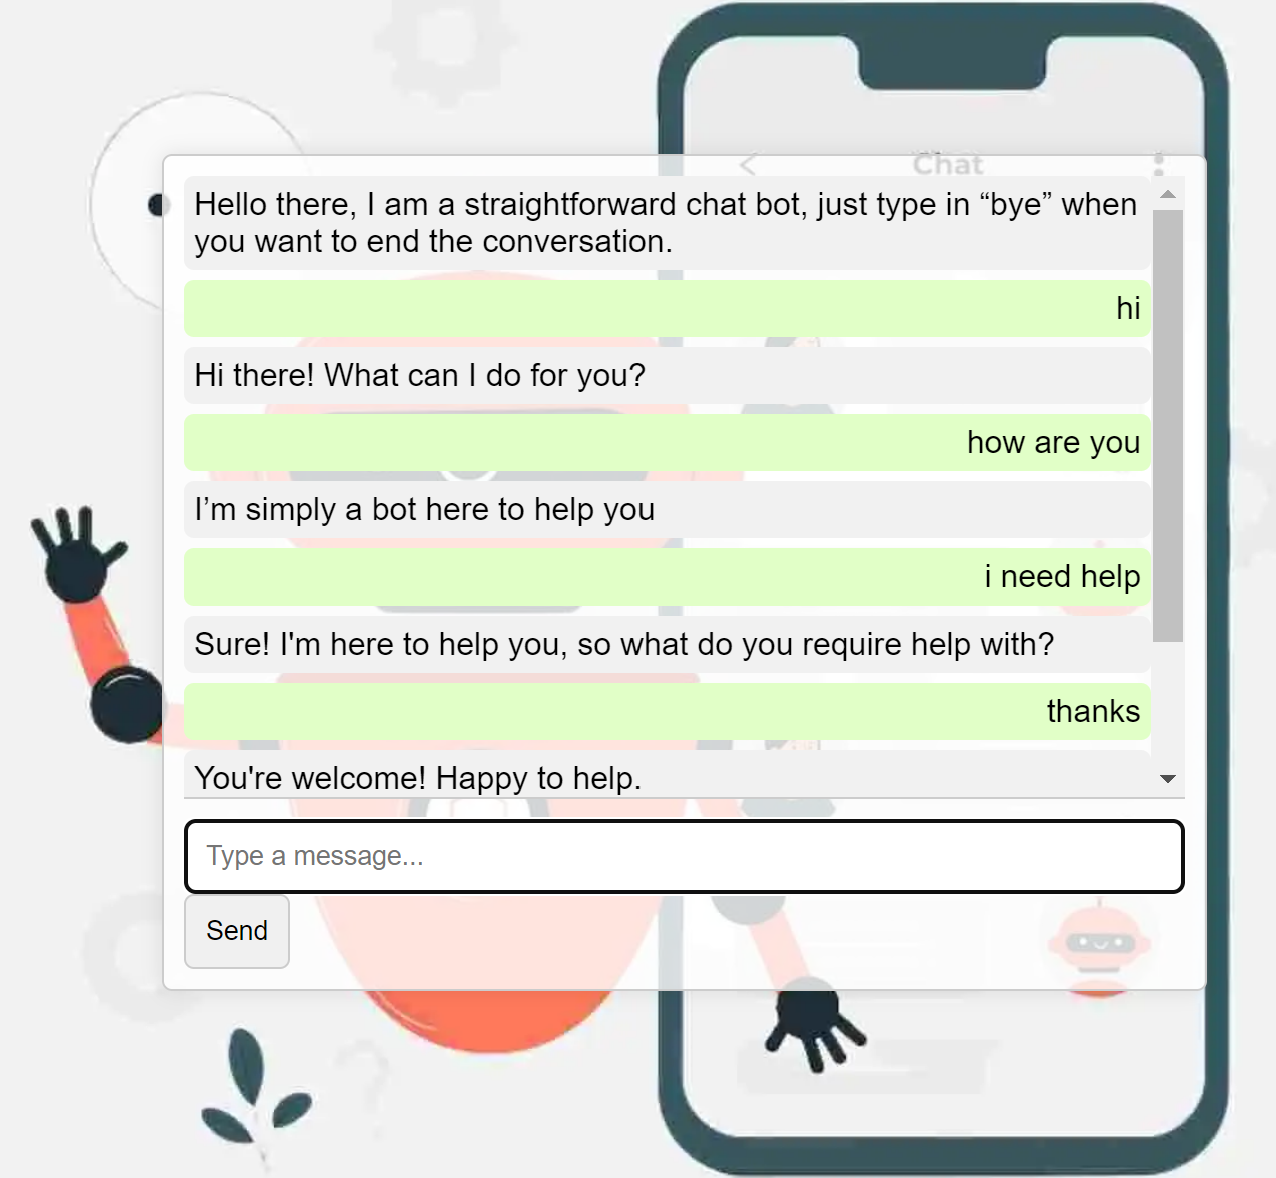 Chat
Hello there, I am a straightforward chat bot, just type in “bye” when
you want to end the conversation.
hi
Hi there! What can I do for you?
how are you
I’m simply a bot here to help you
i need help
Sure! I'm here to help you, so what do you require help with?
thanks
You're welcome! Happy to help.
Type a message...
Send